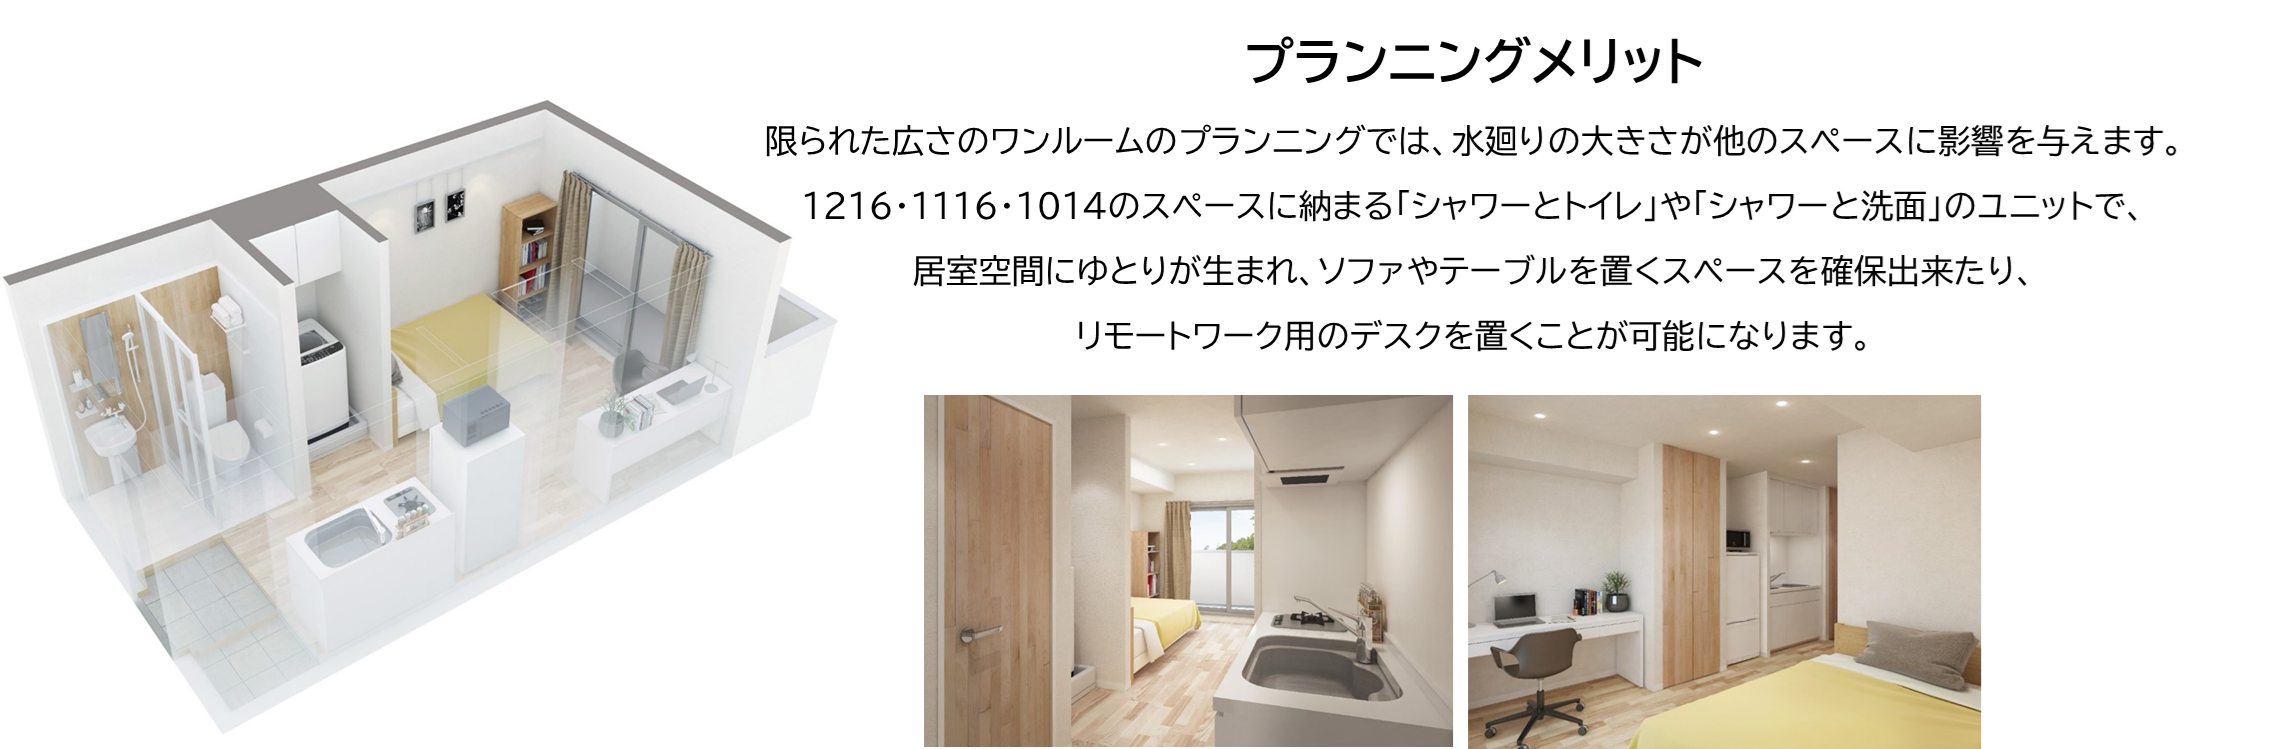 プランニングメリット
限られた広さのワンルームのプランニングでは、水廻りの大きさが他のスペースに影響を与えます。
1216・1116・1014のスペースに納まる「シャワーとトイレ」や「シャワーと洗面」のユニットで、
居室空間にゆとりが生まれ、ソファやテーブルを置くスペースを確保出来たり、
リモートワーク用のデスクを置くことが可能になります。